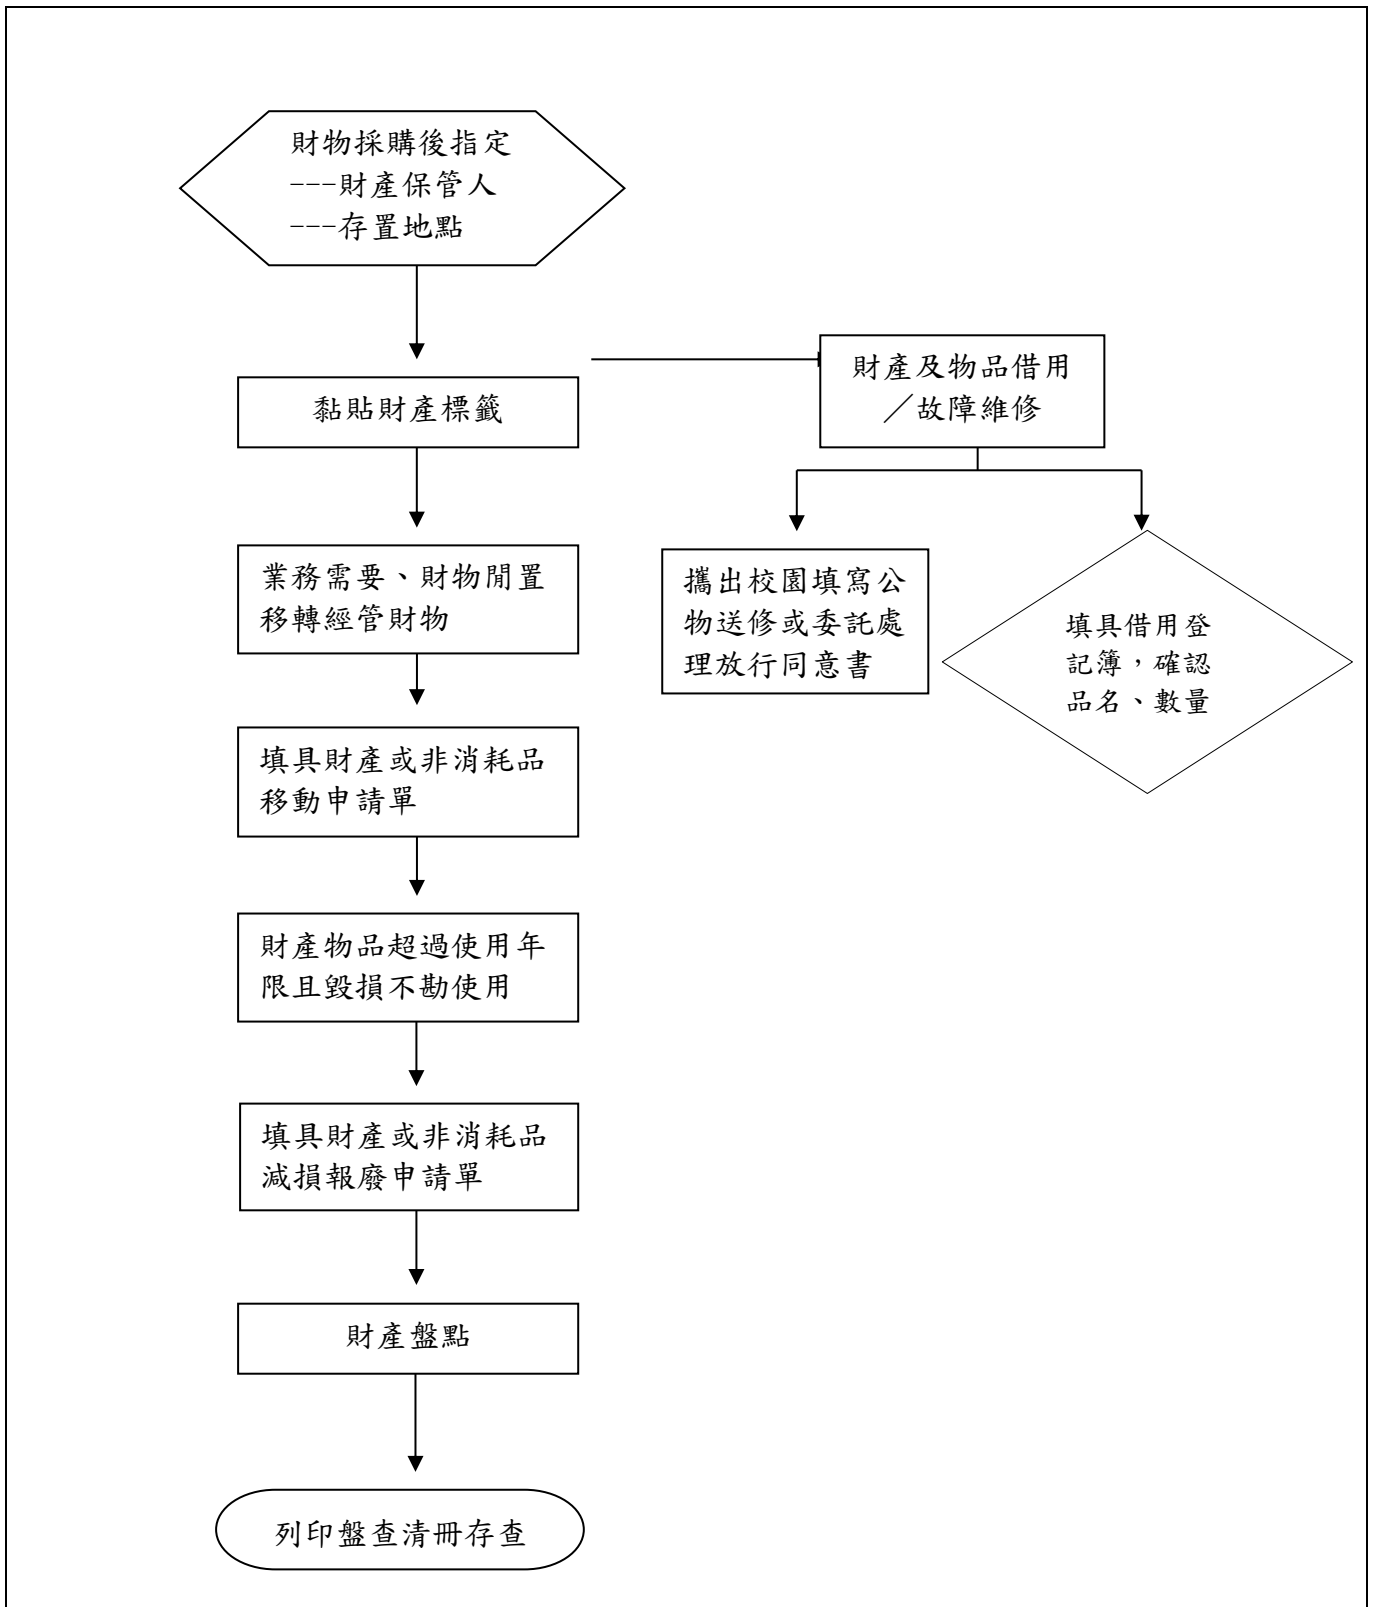 財物採購後指定
---財產保管人
---存置地點
黏貼財產標籤
財產及物品借用
／故障維修
業務需要、財物閒置
移轉經管財物
攜出校園填寫公
物送修或委託處
理放行同意書
填具借用登
記簿，確認
品名、數量
填具財產或非消耗品
移動申請單
財產物品超過使用年
限且毀損不勘使用
填具財產或非消耗品
減損報廢申請單
財產盤點
列印盤查清冊存查